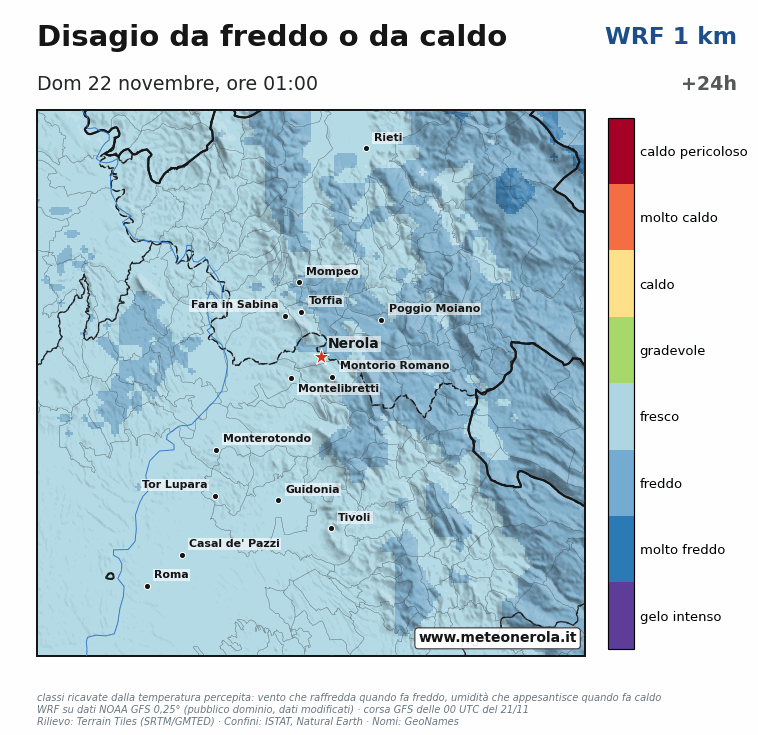 Disagio da freddo o da caldo
WRF 1 km
Dom 22 novembre, ore 01:00
+24h
Rieti
Mompeo
Fara in Sabina
Toffia
Poggio Moiano
Nerola
Montorio Romano
Montelibretti
Monterotondo
Tor Lupara
Guidonia
Tivoli
Casal de' Pazzi
Roma
www.meteonerola.it
caldo pericoloso
molto caldo
caldo
gradevole
fresco
freddo
molto freddo
gelo intenso
classi ricavate dalla temperatura percepita: vento che raffredda quando fa freddo, umidità che appesantisce quando fa caldo
WRF su dati NOAA GFS 0,25° (pubblico dominio, dati modificati) · corsa GFS delle 00 UTC del 21/11
Rilievo: Terrain Tiles (SRTM/GMTED) · Confini: ISTAT, Natural Earth · Nomi: GeoNames